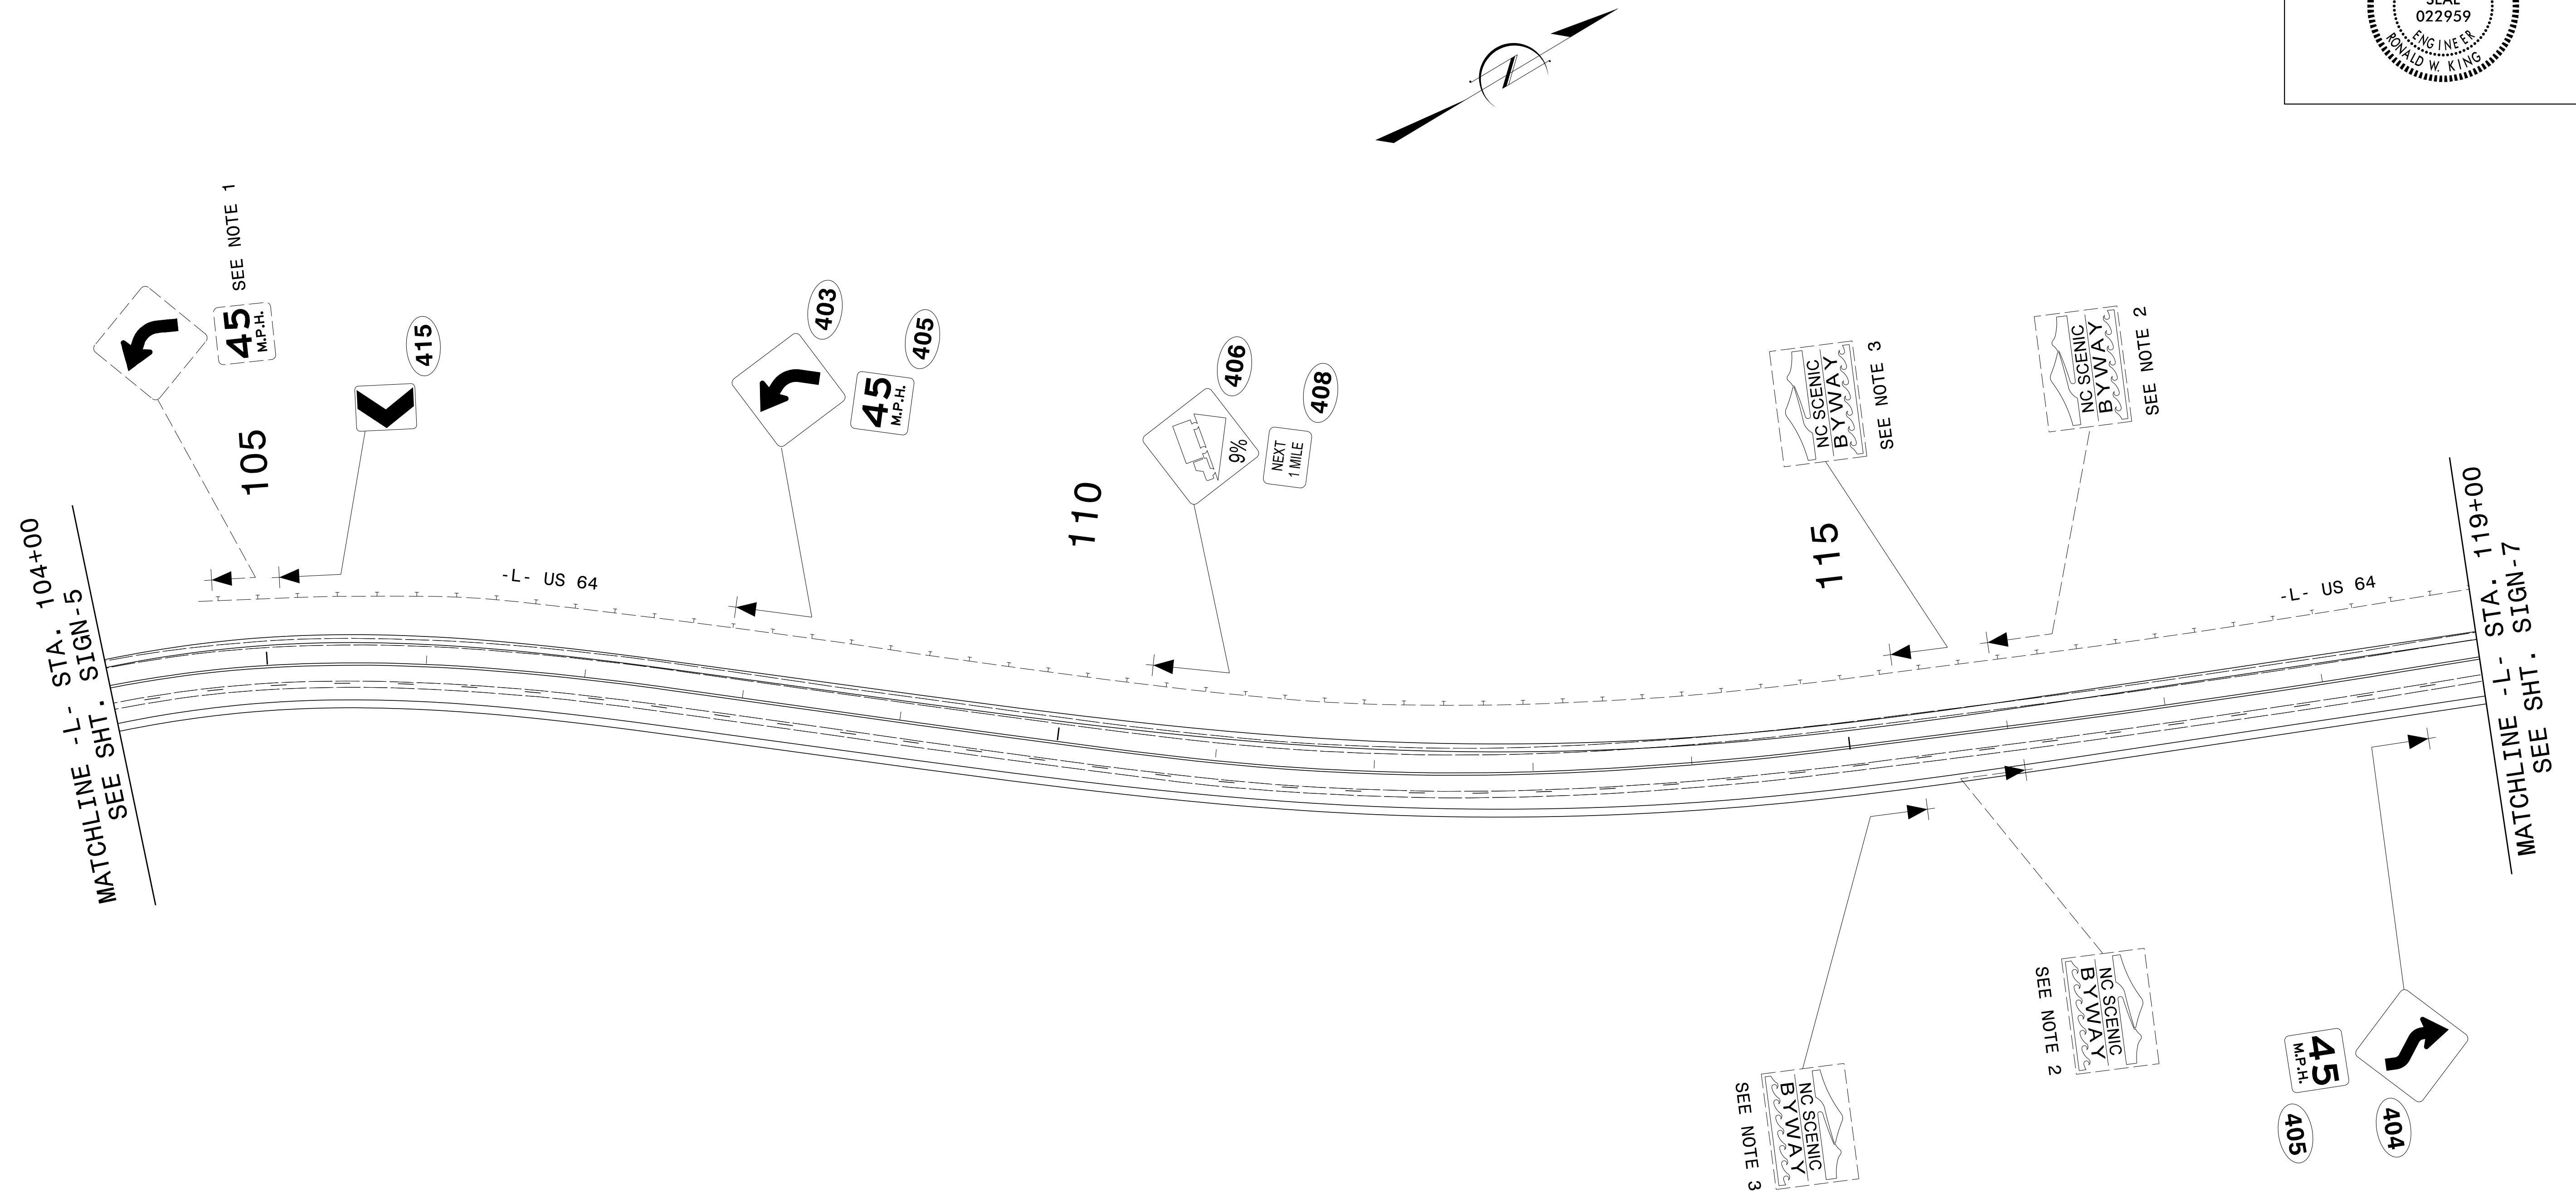 SEAL
022959
ENGINEER
RONALD W. KING
N
SEE NOTE 1
45
M.P.H.
415
105
403
45
M.P.H.
405
406
9%
NEXT
1 MILE
408
110
NC SCENIC
BYWAY
SEE NOTE 3
115
NC SCENIC
BYWAY
SEE NOTE 2
MATCHLINE -L- STA. 104+00
SEE SHT. SIGN-5
-L- US 64
-L- US 64
MATCHLINE -L- STA. 119+00
SEE SHT. SIGN-7
NC SCENIC
BYWAY
SEE NOTE 3
NC SCENIC
BYWAY
SEE NOTE 2
45
M.P.H.
405
404